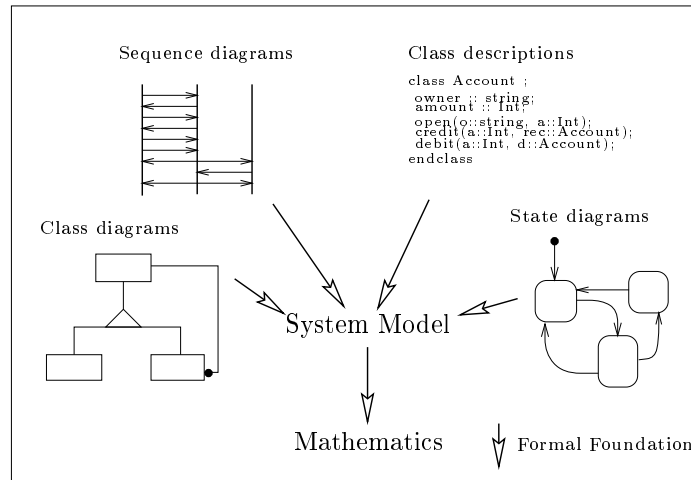 Sequence diagrams
Class descriptions
class Account ;
owner :: string;
amount :: Int;
open(o::string, a::Int);
credit(a::Int, rec::Account);
debit(a::Int, d::Account);
endclass
Class diagrams
State diagrams
System Model
Mathematics
Formal Foundation